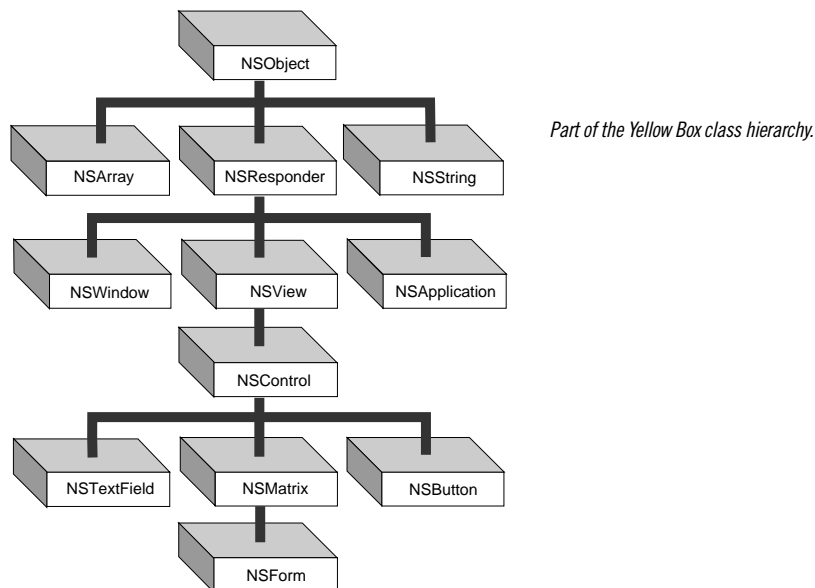 NSObject
Part of the Yellow Box class hierarchy.
NSArray
NSResponder
NSString
NSWindow
NSView
NSApplication
NSControl
NSTextField
NSMatrix
NSButton
NSForm